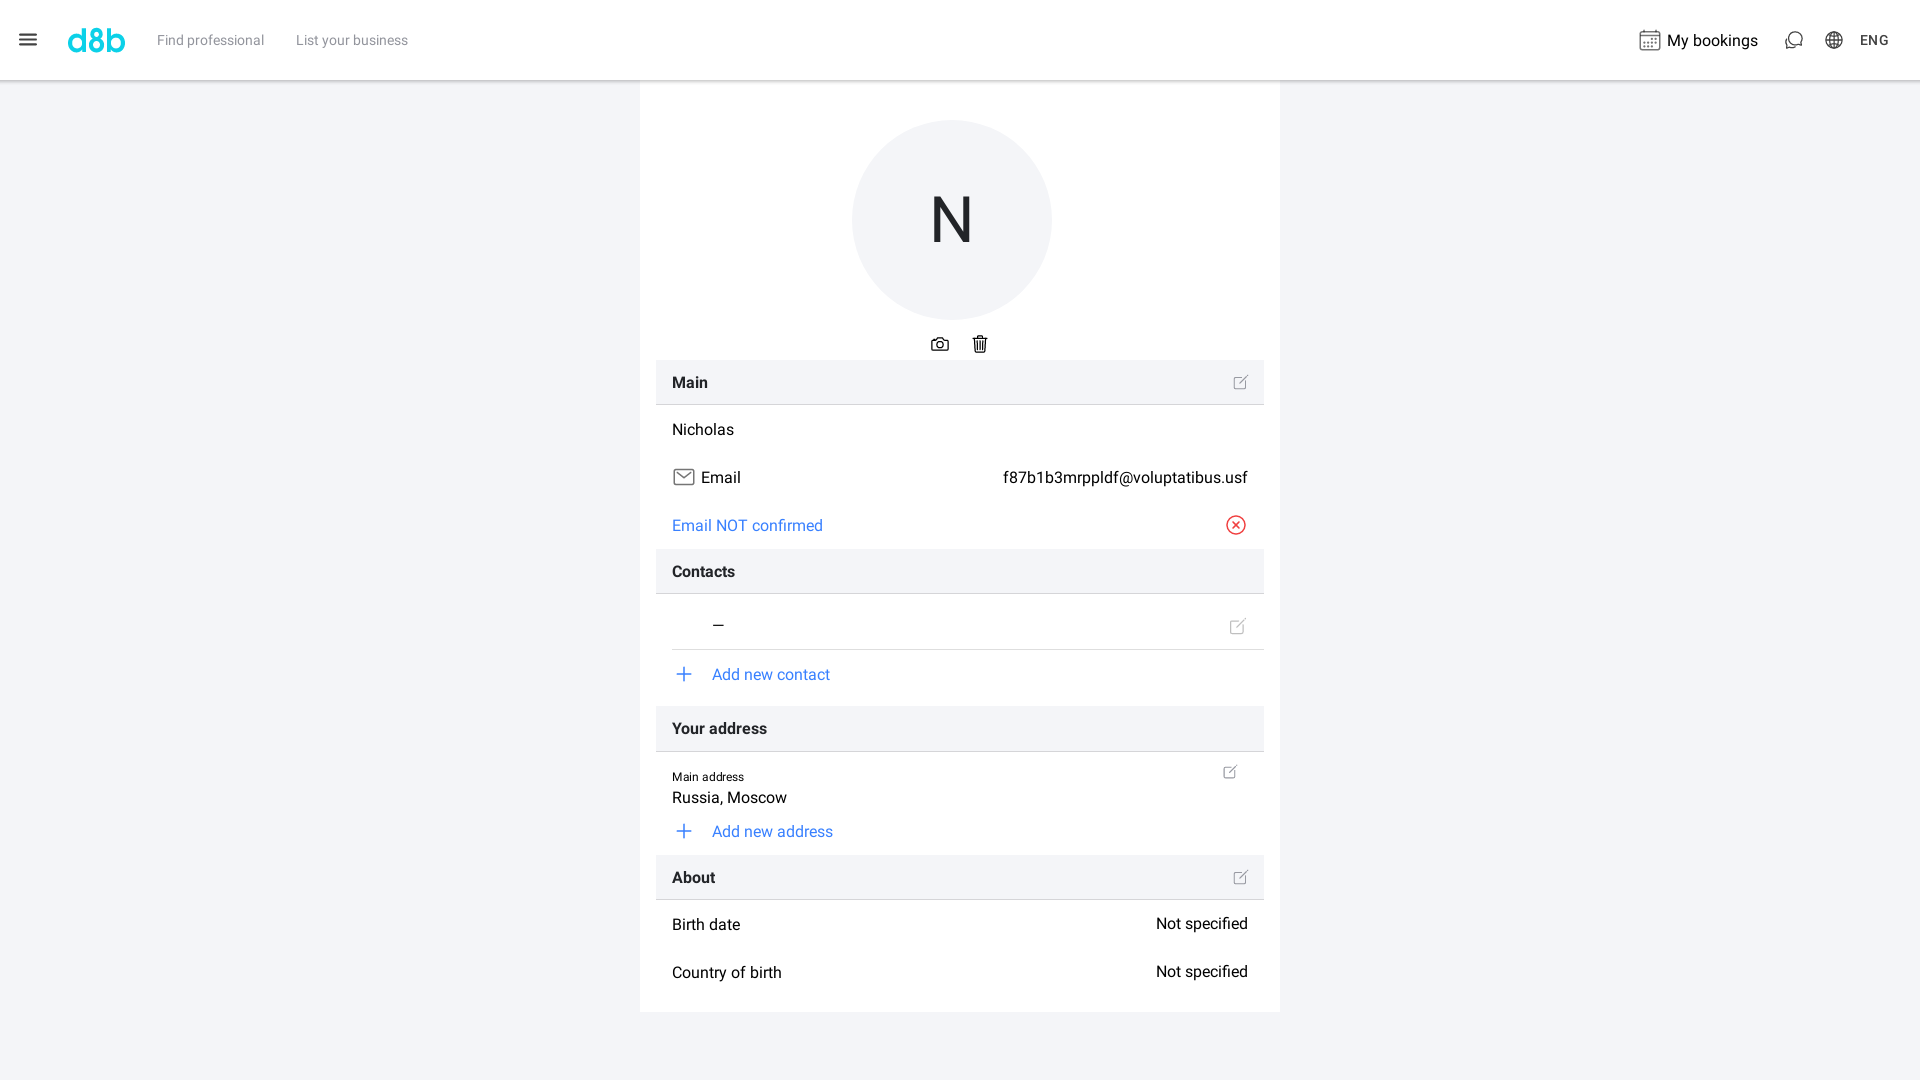 d8b
Find professional
List your business
My bookings
ENG
N
Main
Nicholas
Email
f87b1b3mrppldf@voluptatibus.usf
Email NOT confirmed
Contacts
—
Add new contact
Your address
Main address
Russia, Moscow
Add new address
About
Birth date
Not specified
Country of birth
Not specified